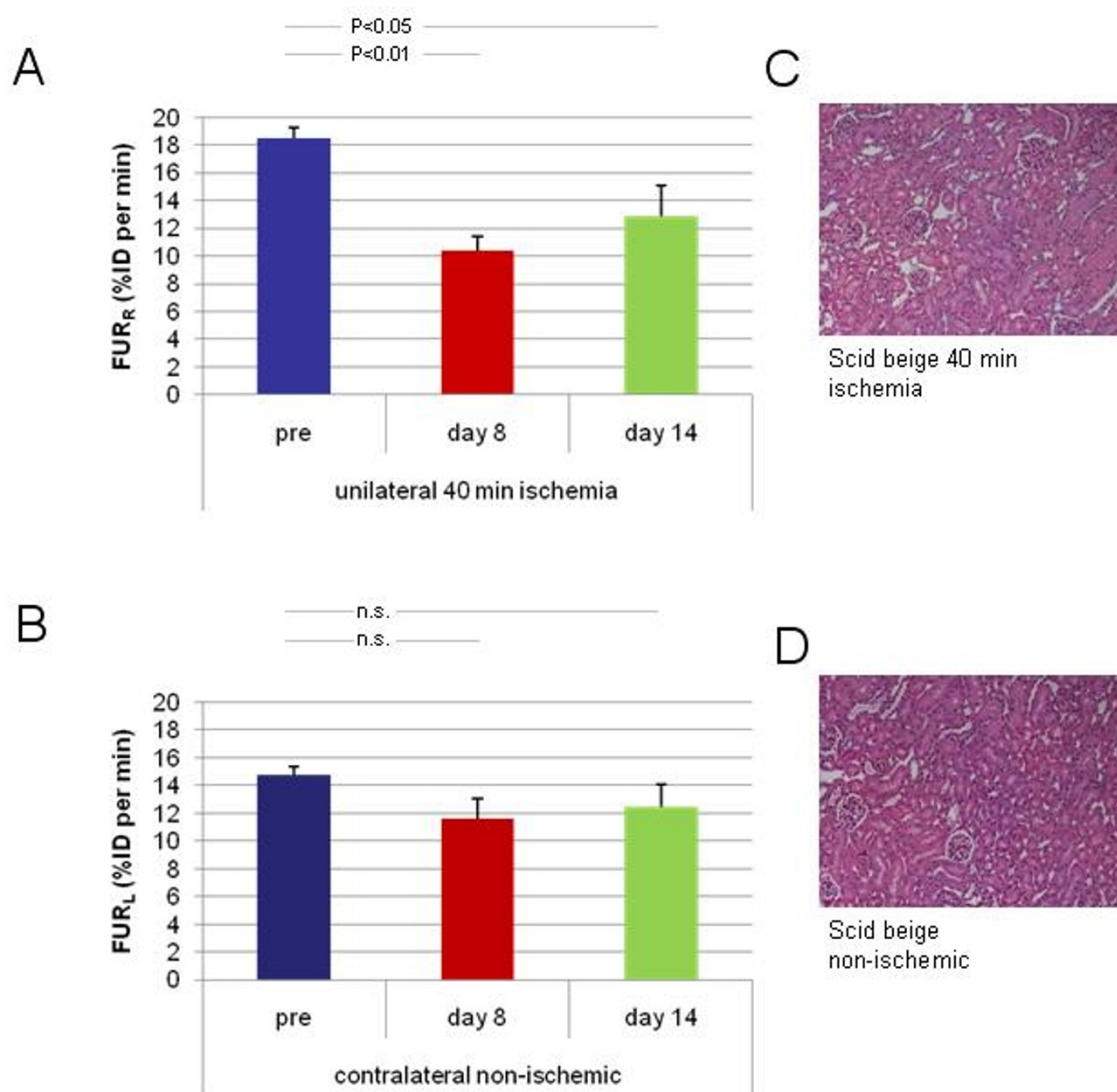 A
P<0.05
P<0.01
FURR (%ID per min)
20
18
16
14
12
10
8
6
4
2
0
pre day 8 day 14
unilateral 40 min ischemia
C
Scid beige 40 min
ischemia
B
n.s.
n.s.
FURL (%ID per min)
20
18
16
14
12
10
8
6
4
2
0
pre day 8 day 14
contralateral non-ischemic
D
Scid beige
non-ischemic